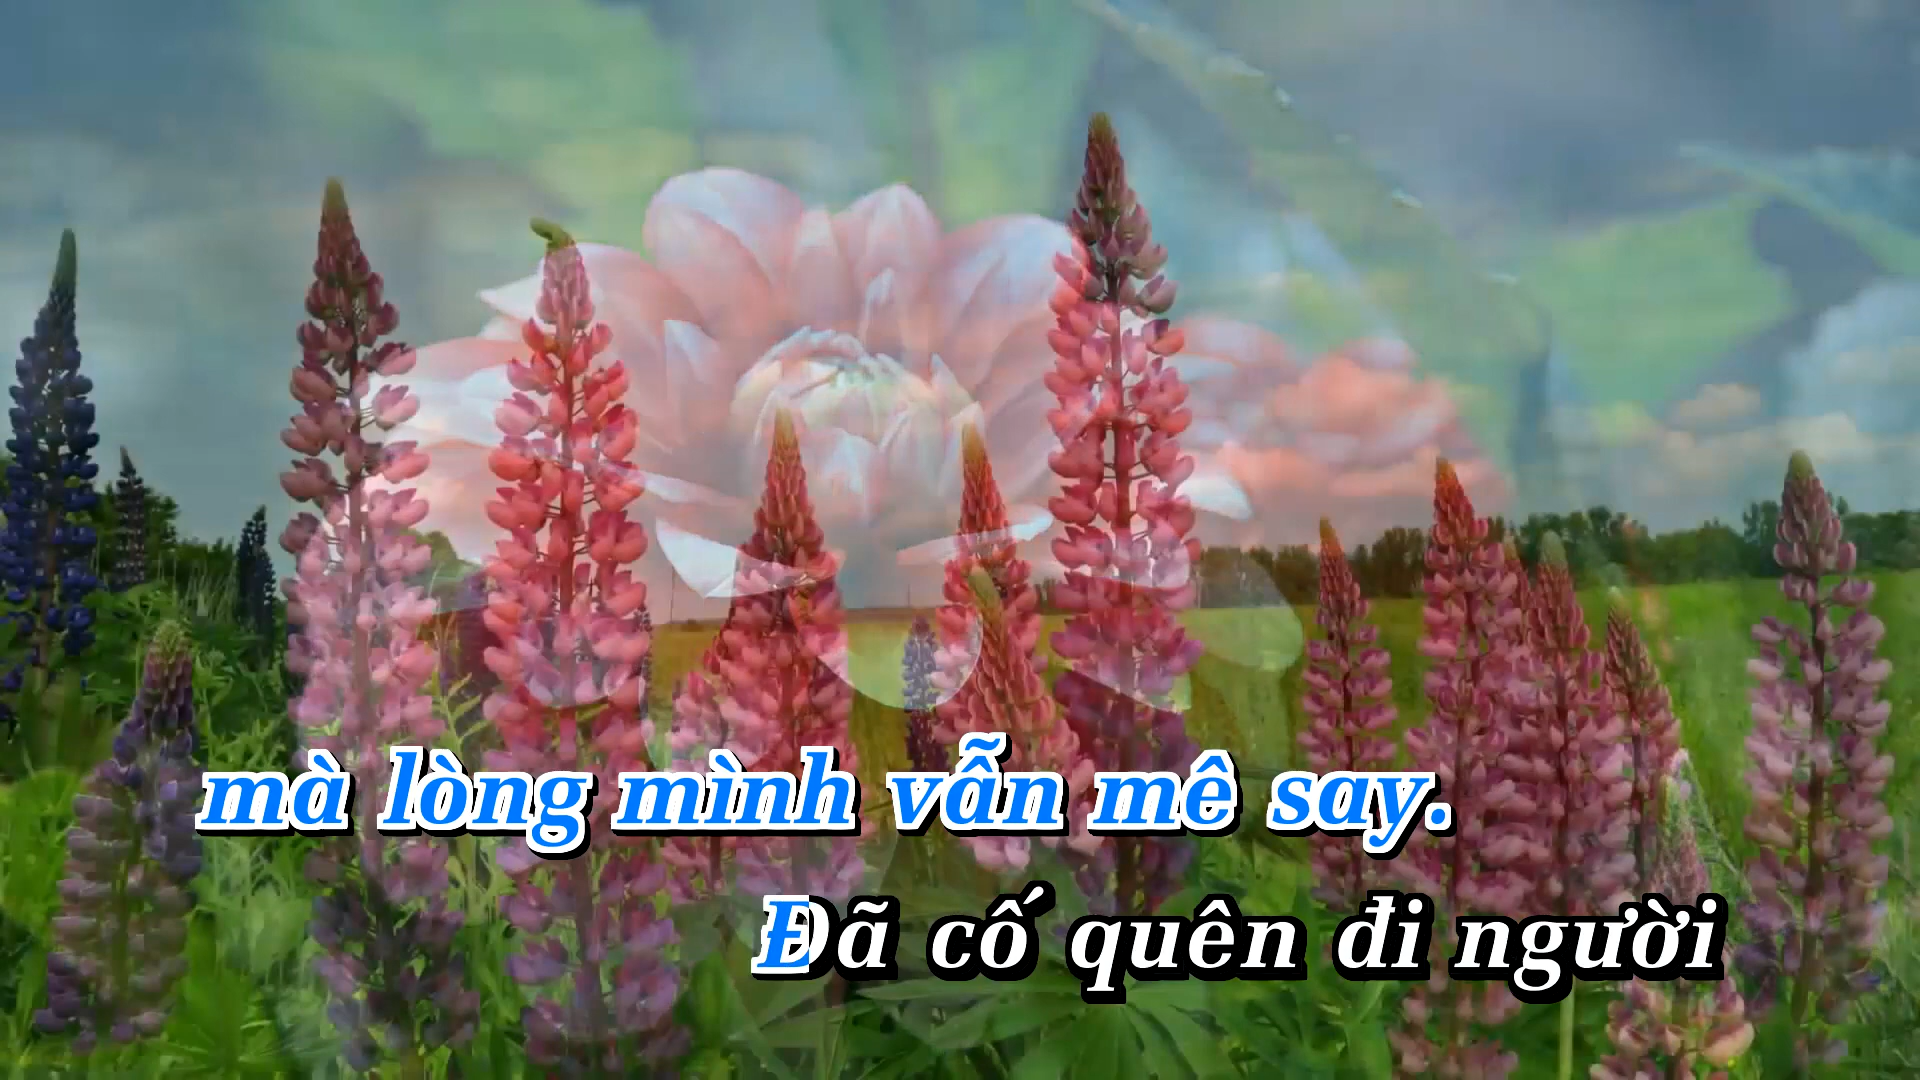 mà lòng mình vẫn mê say.
Đã cố quên đi người